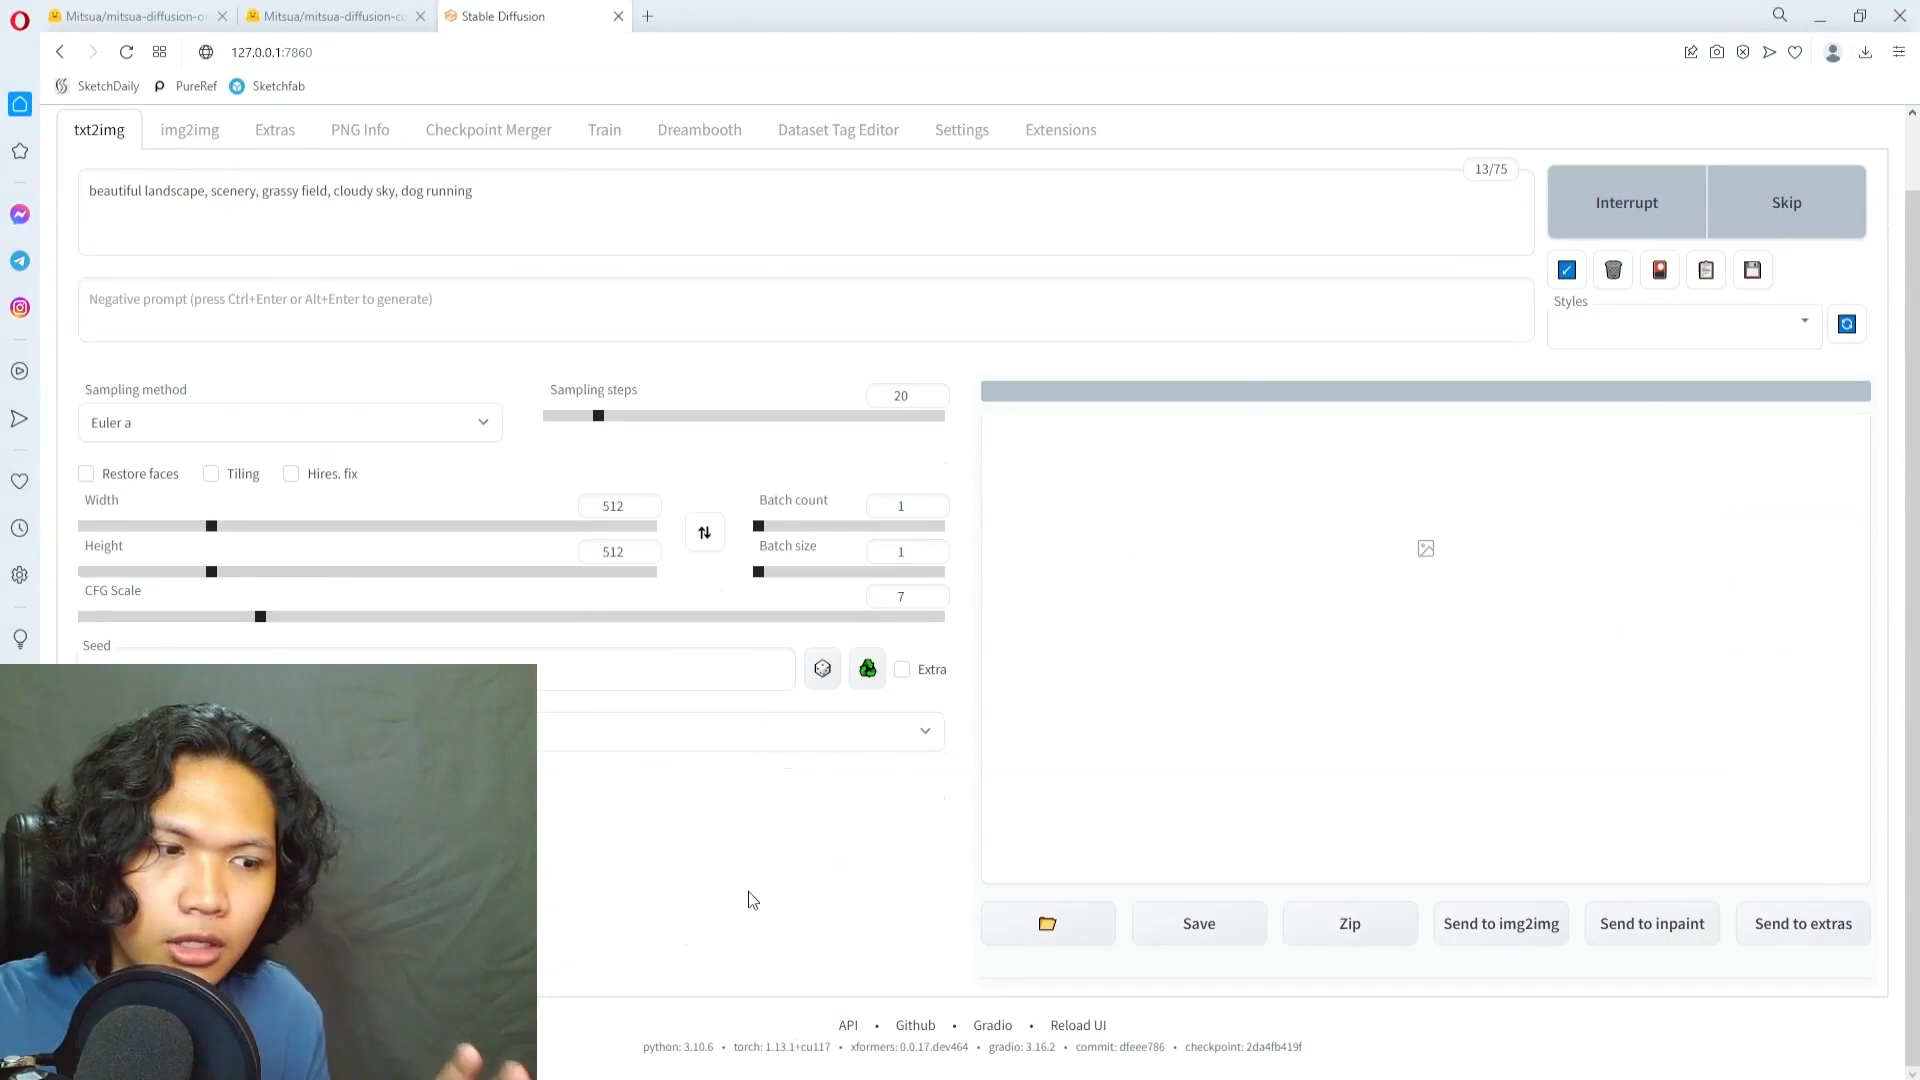 Mitsua/mitsua-diffusion-o
Mitsua/mitsua-diffusion-c
Stable Diffusion
127.0.0.1:7860
SketchDaily
PureRef
Sketchfab
txt2img
img2img
Extras
PNG Info
Checkpoint Merger
Train
Dreambooth
Dataset Tag Editor
Settings
Extensions
13/75
beautiful landscape, scenery, grassy field, cloudy sky, dog running
Interrupt
Skip
Negative prompt (press Ctrl+Enter or Alt+Enter to generate)
Styles
Sampling method
Euler a
Sampling steps
20
Restore faces
Tiling
Hires. fix
Width
512
Batch count
1
Height
512
Batch size
1
CFG Scale
7
Seed
Extra
Save
Zip
Send to img2img
Send to inpaint
Send to extras
API • Github • Gradio • Reload UI
python: 3.10.6 • torch: 1.13.1+cu117 • xformers: 0.0.17.dev464 • gradio: 3.16.2 • commit: dfeee786 • checkpoint: 2da4fb419f